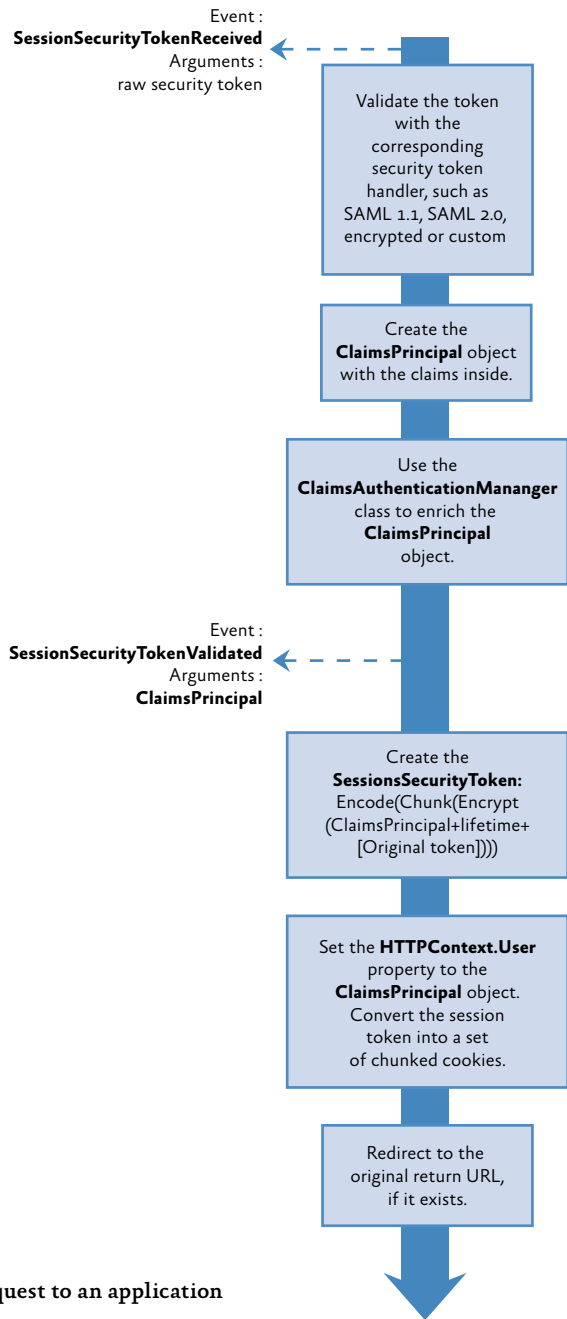 Event :
SessionSecurityTokenReceived
Arguments :
raw security token
Validate the token
with the
corresponding
security token
handler, such as
SAML 1.1, SAML 2.0,
encrypted or custom
Create the
ClaimsPrincipal object
with the claims inside.
Use the
ClaimsAuthenticationMananger
class to enrich the
ClaimsPrincipal
object.
Event :
SessionSecurityTokenValidated
Arguments :
ClaimsPrincipal
Create the
SessionsSecurityToken:
Encode(Chunk(Encrypt
(ClaimsPrincipal+lifetime+
[Original token])))
Set the HTTPContext.User
property to the
ClaimsPrincipal object.
Convert the session
token into a set
of chunked cookies.
Redirect to the
original return URL,
if it exists.
to an application